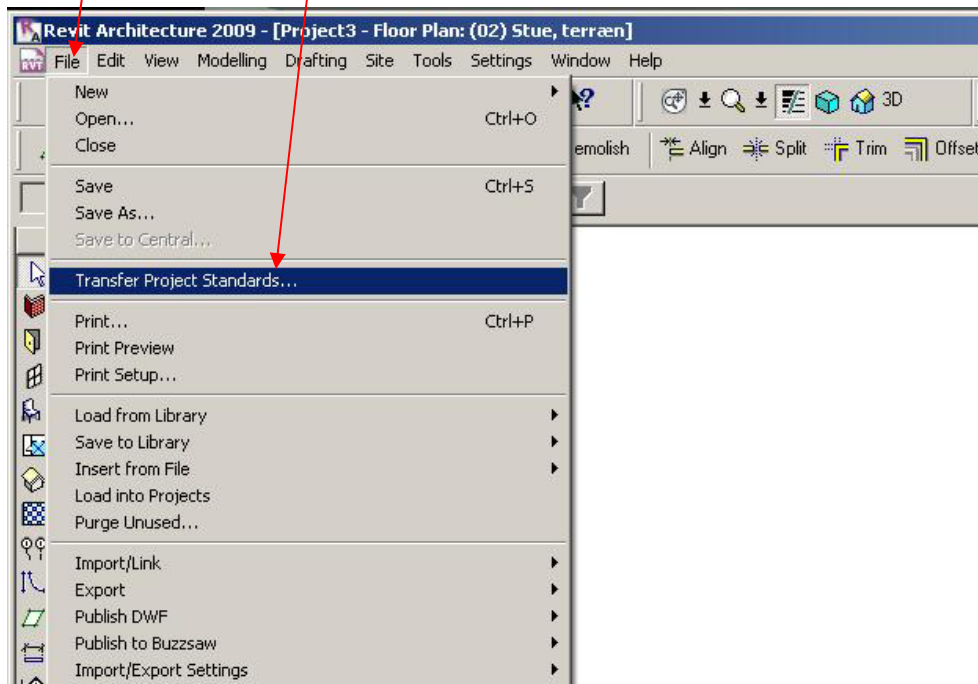 Revit Architecture 2009 - [Project3 - Floor Plan: (02) Stue, terræn]
File Edit View Modelling Drafting Site Tools Settings Window Help
New
Open... Ctrl+O
Close
3D
emolish Align Split Trim Offset
Save Ctrl+S
Save As...
Save to Central...
Transfer Project Standards...
Print... Ctrl+P
Print Preview
Print Setup...
Load from Library
Save to Library
Insert from File
Load into Projects
Purge Unused...
Import/Link
Export
Publish DWF
Publish to Buzzsaw
Import/Export Settings